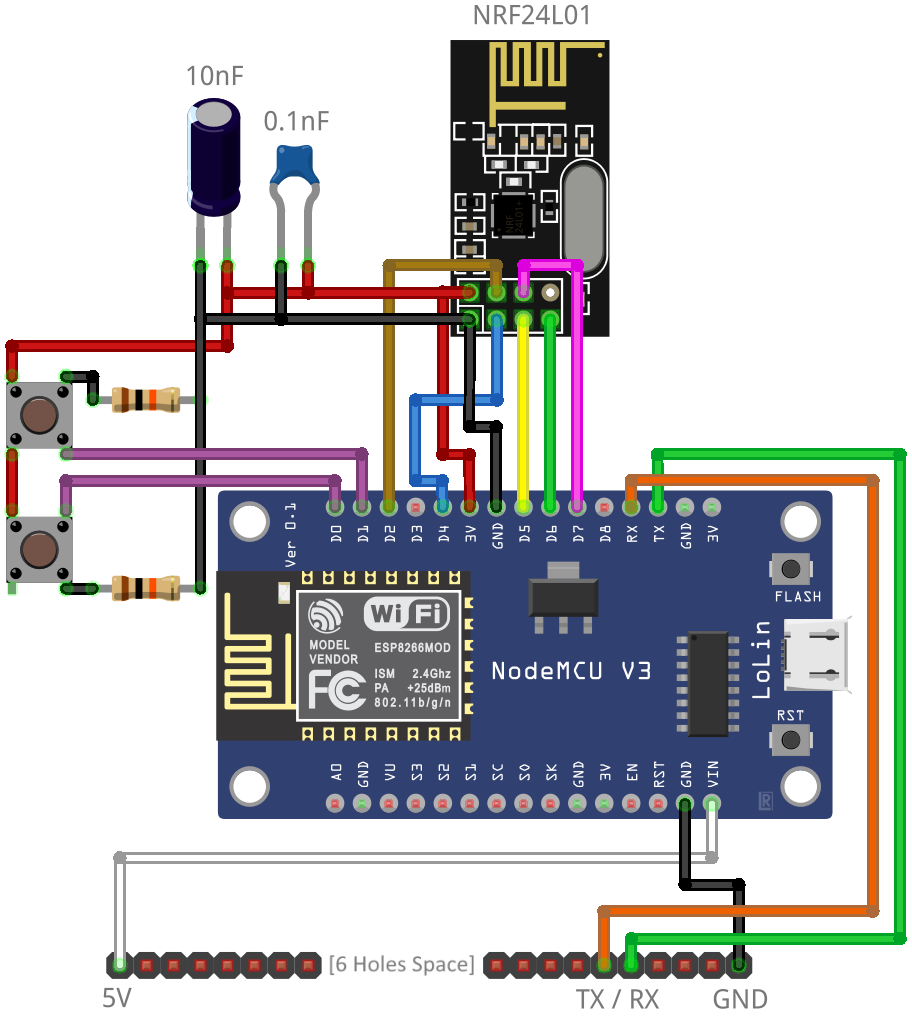 NRF24L01
10nF
0.1nF
NRF
24L01+
Ver 0.1
D0 D1 D2 D3 D4 3V GND D5 D6 D7 D8 RX TX GND 3V
FLASH
WiFi
MODEL
VENDOR
ESP8266MOD
FC
ISM 2.4Ghz
PA +25dBm
802.11b/g/n
NodeMCU V3
LoLin
RST
A0 GND VU S3 S2 S1 SC S0 SK GND 3V EN RST GND VIN
R
[6 Holes Space]
5V
TX / RX
GND